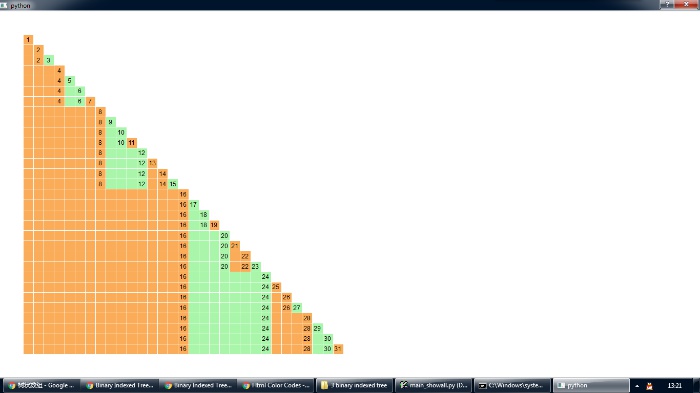 python
1
2
2 3
4
4 5
4 6
4 6 7
8
8 9
8 10
8 10 11
8 12
8 12 13
8 12 14
8 12 14 15
16
16 17
16 18
16 18 19
16 20
16 20 21
16 20 22
16 20 22 23
16 24
16 24 25
16 24 26
16 24 26 27
16 24 28
16 24 28 29
16 24 28 30
16 24 28 30 31
- Google ... Binary Indexed Tree... Binary Indexed Tree... Html Color Codes -... binary indexed tree main_showall.py (D... C:\Windows\syste... python 13:21